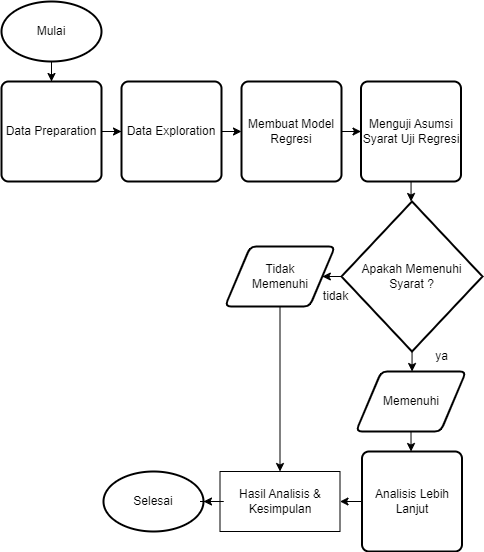 Mulai
Data Preparation
Data Exploration
Membuat Model
Regresi
Menguji Asumsi
Syarat Uji Regresi
Apakah Memenuhi
Syarat ?
tidak
Tidak
Memenuhi
ya
Memenuhi
Analisis Lebih
Lanjut
Hasil Analisis &
Kesimpulan
Selesai